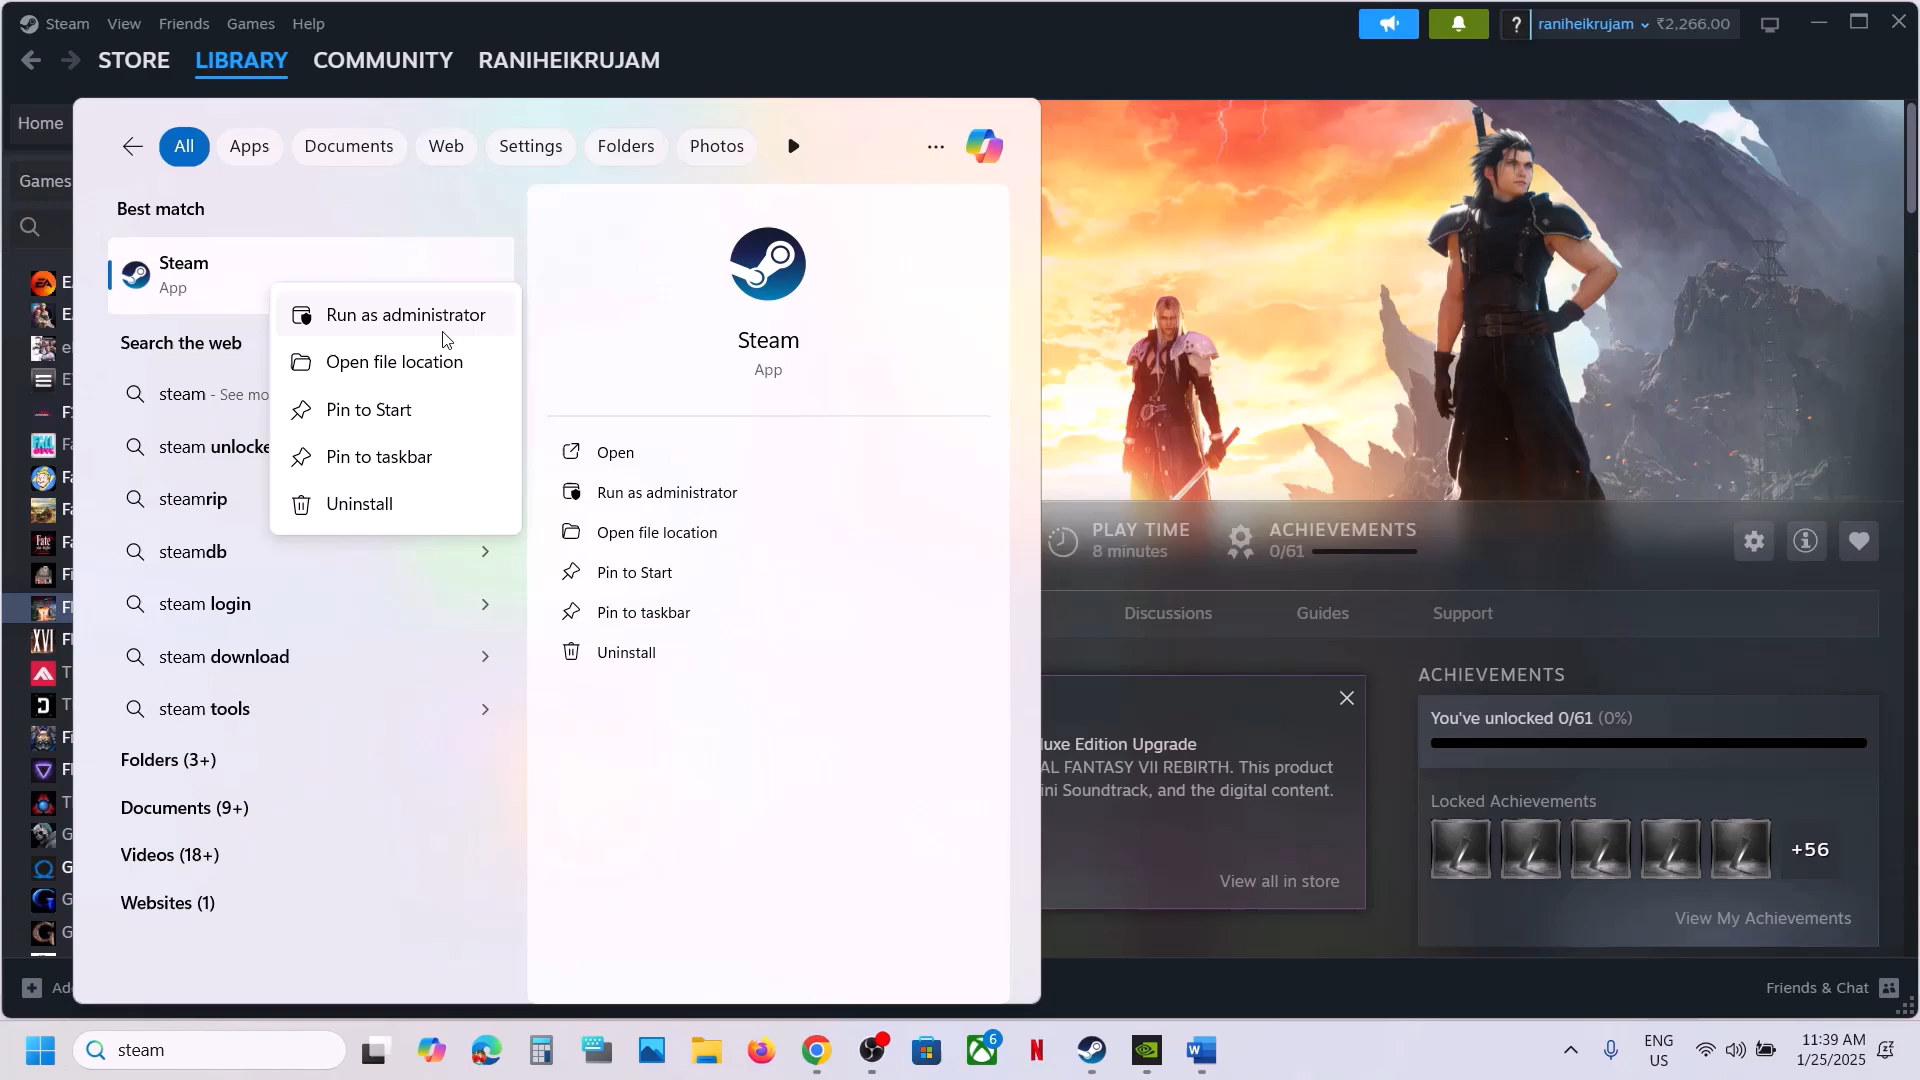 Steam View Friends Games Help
raniheikrujam ₹2,266.00
STORE LIBRARY COMMUNITY RANIHEIKRUJAM
Home
Games
All Apps Documents Web Settings Folders Photos
Best match
Steam
App
Run as administrator
Open file location
Pin to Start
Pin to taskbar
Uninstall
Search the web
steam - See mo
steam unlocke
steamrip
steamdb
steam login
steam download
steam tools
Folders (3+)
Documents (9+)
Videos (18+)
Websites (1)
Steam
App
Open
Run as administrator
Open file location
Pin to Start
Pin to taskbar
Uninstall
PLAY TIME
8 minutes
ACHIEVEMENTS
0/61
Discussions Guides Support
luxe Edition Upgrade
AL FANTASY VII REBIRTH. This product
ini Soundtrack, and the digital content.
View all in store
ACHIEVEMENTS
You've unlocked 0/61 (0%)
Locked Achievements
+56
View My Achievements
Friends & Chat
steam
6
ENG
US
11:39 AM
1/25/2025